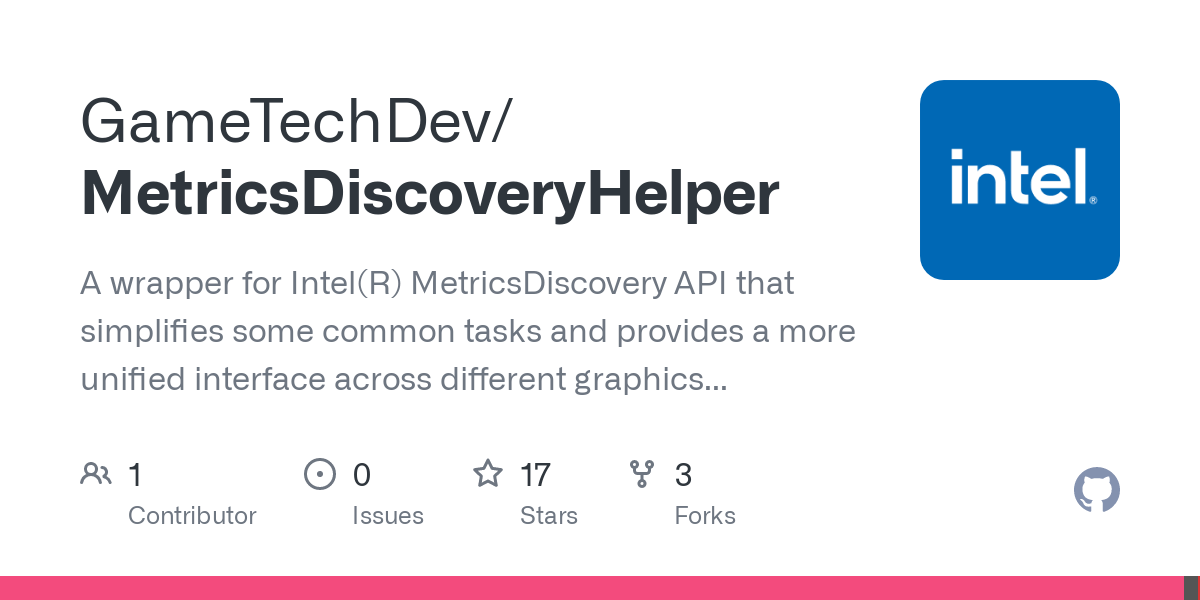 GameTechDev/
MetricsDiscoveryHelper
intel®
A wrapper for Intel(R) MetricsDiscovery API that
simplifies some common tasks and provides a more
unified interface across different graphics...
1
Contributor
0
Issues
17
Stars
3
Forks